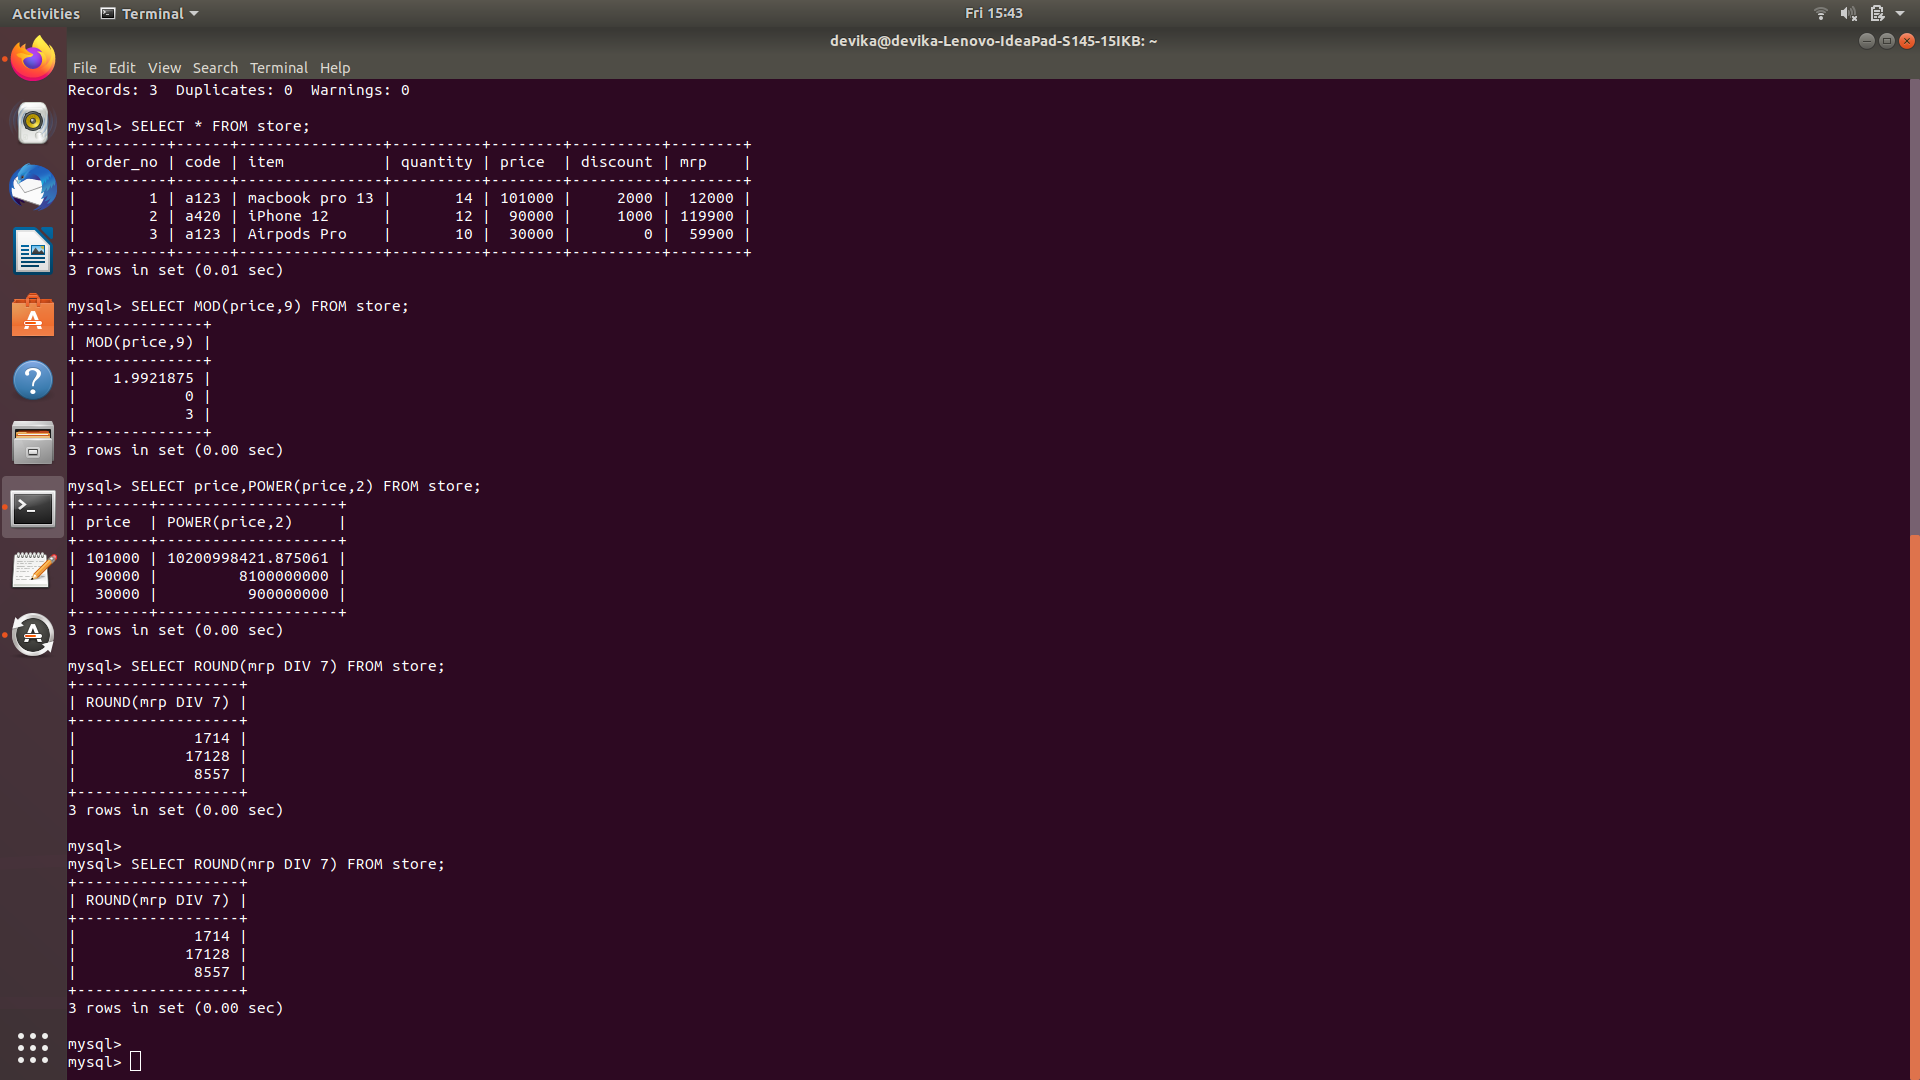 Activities Terminal Fri 15:43
devika@devika-Lenovo-IdeaPad-S145-15IKB: ~
File Edit View Search Terminal Help
Records: 3  Duplicates: 0  Warnings: 0
mysql> SELECT * FROM store;
+----------+------+----------------+----------+--------+----------+--------+
| order_no | code | item           | quantity | price  | discount | mrp    |
+----------+------+----------------+----------+--------+----------+--------+
|        1 | a123 | macbook pro 13 |       14 | 101000 |     2000 |  12000 |
|        2 | a420 | iPhone 12      |       12 |  90000 |     1000 | 119900 |
|        3 | a123 | Airpods Pro    |       10 |  30000 |        0 |  59900 |
+----------+------+----------------+----------+--------+----------+--------+
3 rows in set (0.01 sec)
mysql> SELECT MOD(price,9) FROM store;
+--------------+
| MOD(price,9) |
+--------------+
|    1.9921875 |
|            0 |
|            3 |
+--------------+
3 rows in set (0.00 sec)
mysql> SELECT price,POWER(price,2) FROM store;
+--------+--------------------+
| price  | POWER(price,2)     |
+--------+--------------------+
| 101000 | 10200998421.875061 |
|  90000 |         8100000000 |
|  30000 |          900000000 |
+--------+--------------------+
3 rows in set (0.00 sec)
mysql> SELECT ROUND(mrp DIV 7) FROM store;
+------------------+
| ROUND(mrp DIV 7) |
+------------------+
|             1714 |
|            17128 |
|             8557 |
+------------------+
3 rows in set (0.00 sec)
mysql>
mysql> SELECT ROUND(mrp DIV 7) FROM store;
+------------------+
| ROUND(mrp DIV 7) |
+------------------+
|             1714 |
|            17128 |
|             8557 |
+------------------+
3 rows in set (0.00 sec)
mysql>
mysql>